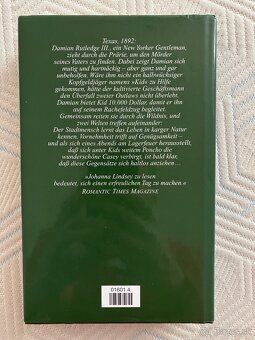 Texas, 1892:
Damian Rutledge III., ein New Yorker Gentleman,
durchstreift die Prärie, um den Mörder
seines Vaters zu finden. Dabei zeigt Damian sich
mutig und hartnäckig – aber ganz und gar
unbeholfen. Wäre ihm nicht ein halbwüchsiger
Kopfgeldjäger namens »Kid« zu Hilfe
gekommen, hätte der kultivierte Geschäftsmann
den Überfall zweier Outlaws nicht überlebt.
Damian bietet Kid 10.000 Dollar, damit er ihn
auf seinem Rachefeldzug begleitet.
Gemeinsam reiten sie durch die Wildnis, und
zwei Welten treffen aufeinander:
Der Stadtmensch lernt das Leben in karger Natur
kennen, Vornehmheit trifft auf Genügsamkeit –
und als sich eines Abends am Lagerfeuer herausstellt,
daß sich unter Kids weitem Poncho die
wunderschöne Casey verbirgt, ist bald klar,
daß diese Gegensätze sich haltlos anziehen ...
»Johanna Lindsey zu lesen
bedeutet, sich einen erfreulichen Tag zu machen.«
ROMANTIC TIMES MAGAZINE
01601 4